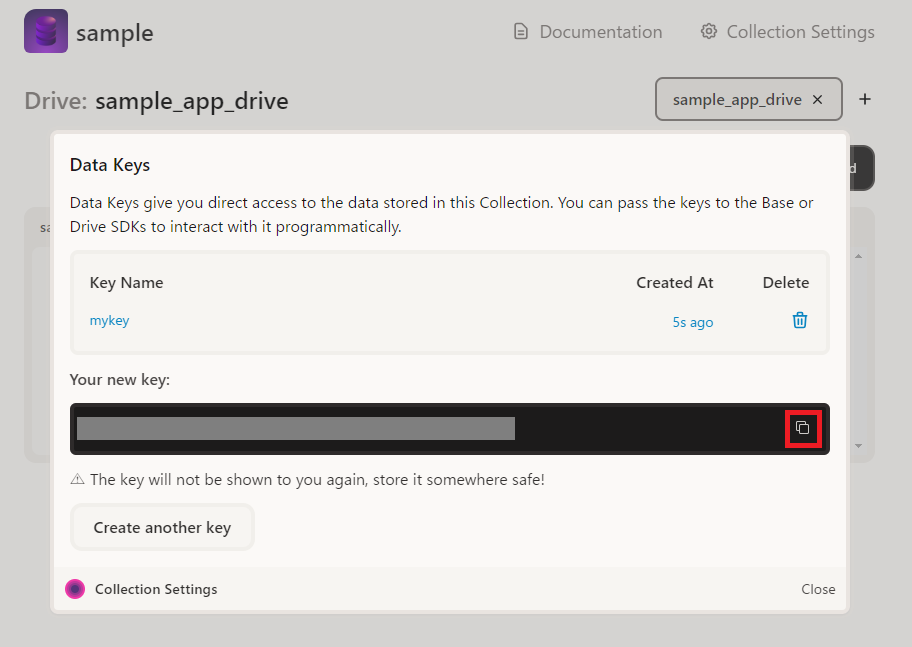 sample
Documentation
Collection Settings
Drive: sample_app_drive
sample_app_drive ×
+
Data Keys
Data Keys give you direct access to the data stored in this Collection. You can pass the keys to the Base or
Drive SDKs to interact with it programmatically.
Key Name Created At Delete
mykey 5s ago
Your new key:
⚠ The key will not be shown to you again, store it somewhere safe!
Create another key
Collection Settings Close